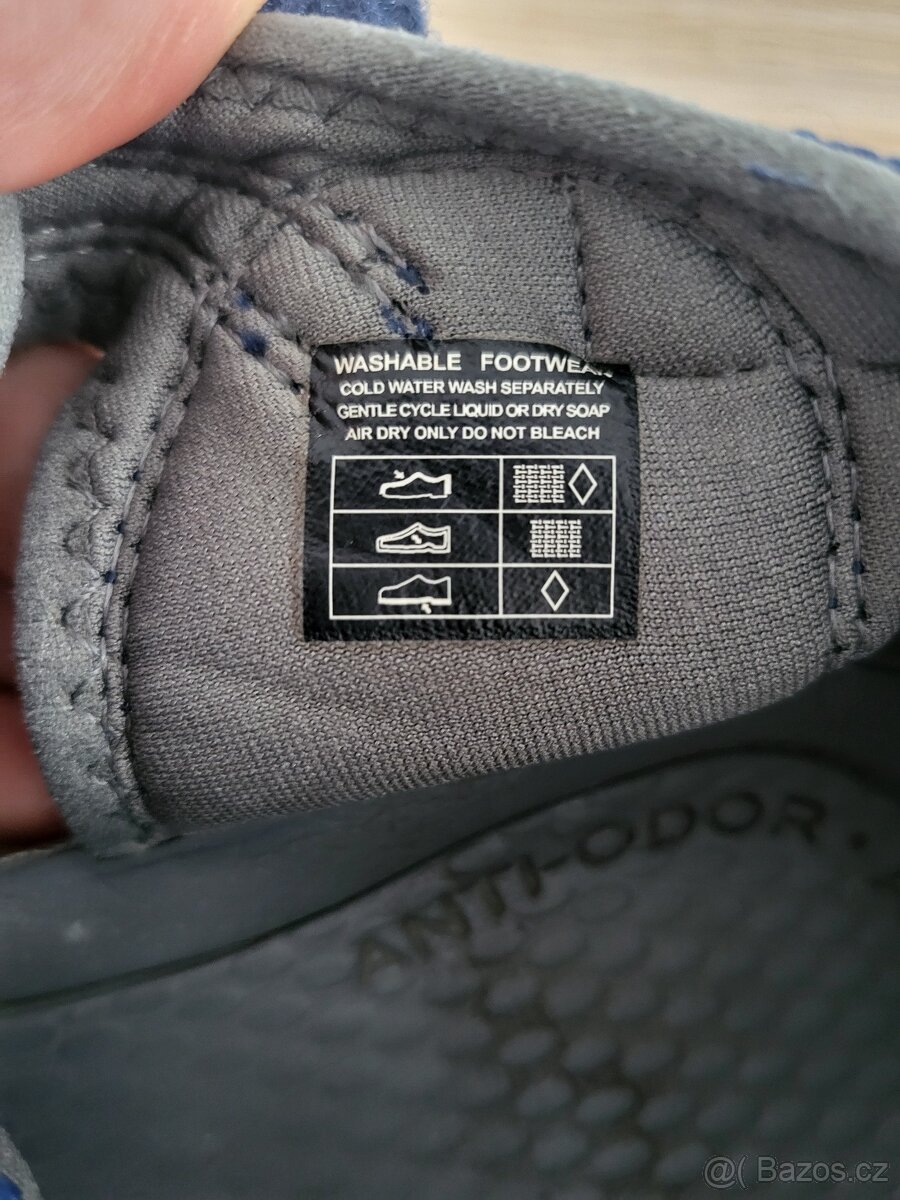 WASHABLE FOOTWEAR
COLD WATER WASH SEPARATELY
GENTLE CYCLE LIQUID OR DRY SOAP
AIR DRY ONLY DO NOT BLEACH
ANTI-ODOR •
@( Bazos.cz